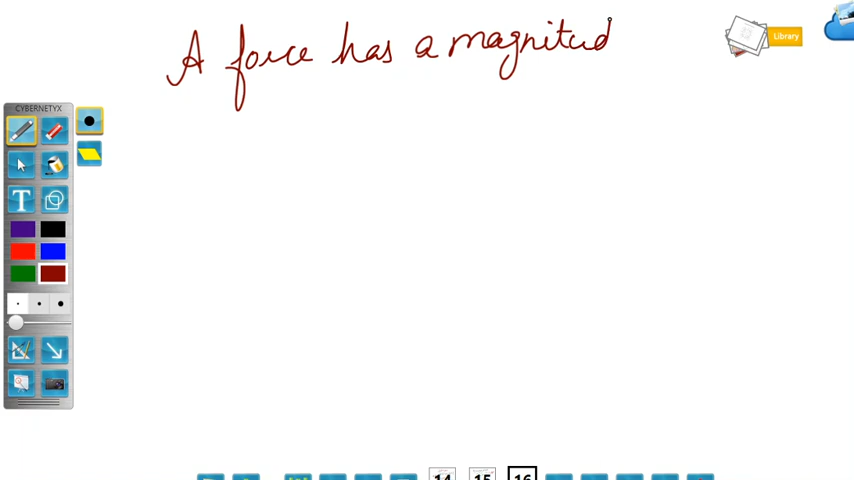 A force has a magnitud
Library
CYBERNETYX
T
14 15 16